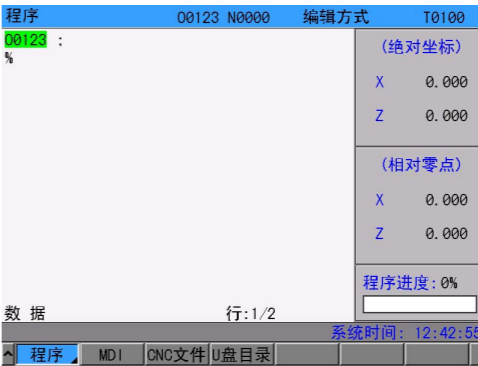 程序 O0123 N0000 编辑方式 T0100
O0123 ;
%
(绝对坐标)
X 0.000
Z 0.000
(相对零点)
X 0.000
Z 0.000
程序进度:0%
数 据 行:1/2
系统时间: 12:42:55
^ 程序 MDI CNC文件 U盘目录